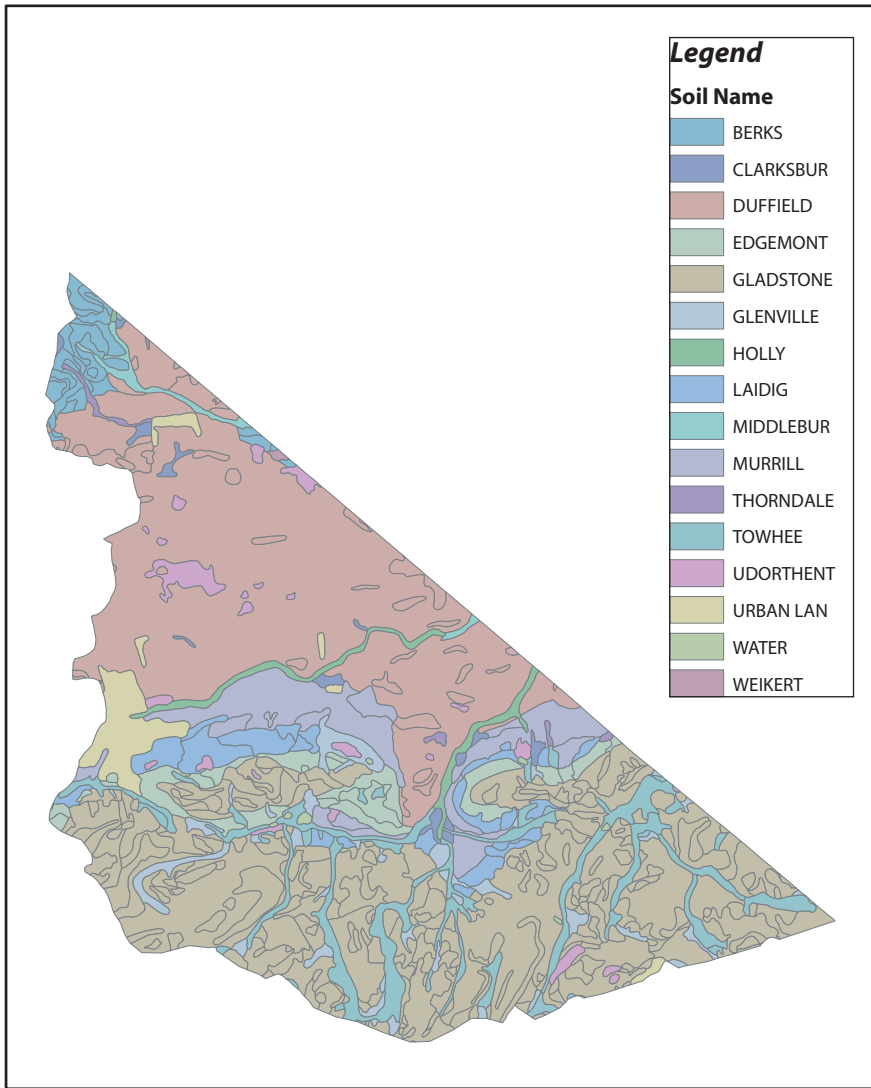 Legend
Soil Name
BERKS
CLARKSBUR
DUFFIELD
EDGEMONT
GLADSTONE
GLENVILLE
HOLLY
LAIDIG
MIDDLEBUR
MURRILL
THORNDALE
TOWHEE
UDORTHENT
URBAN LAN
WATER
WEIKERT